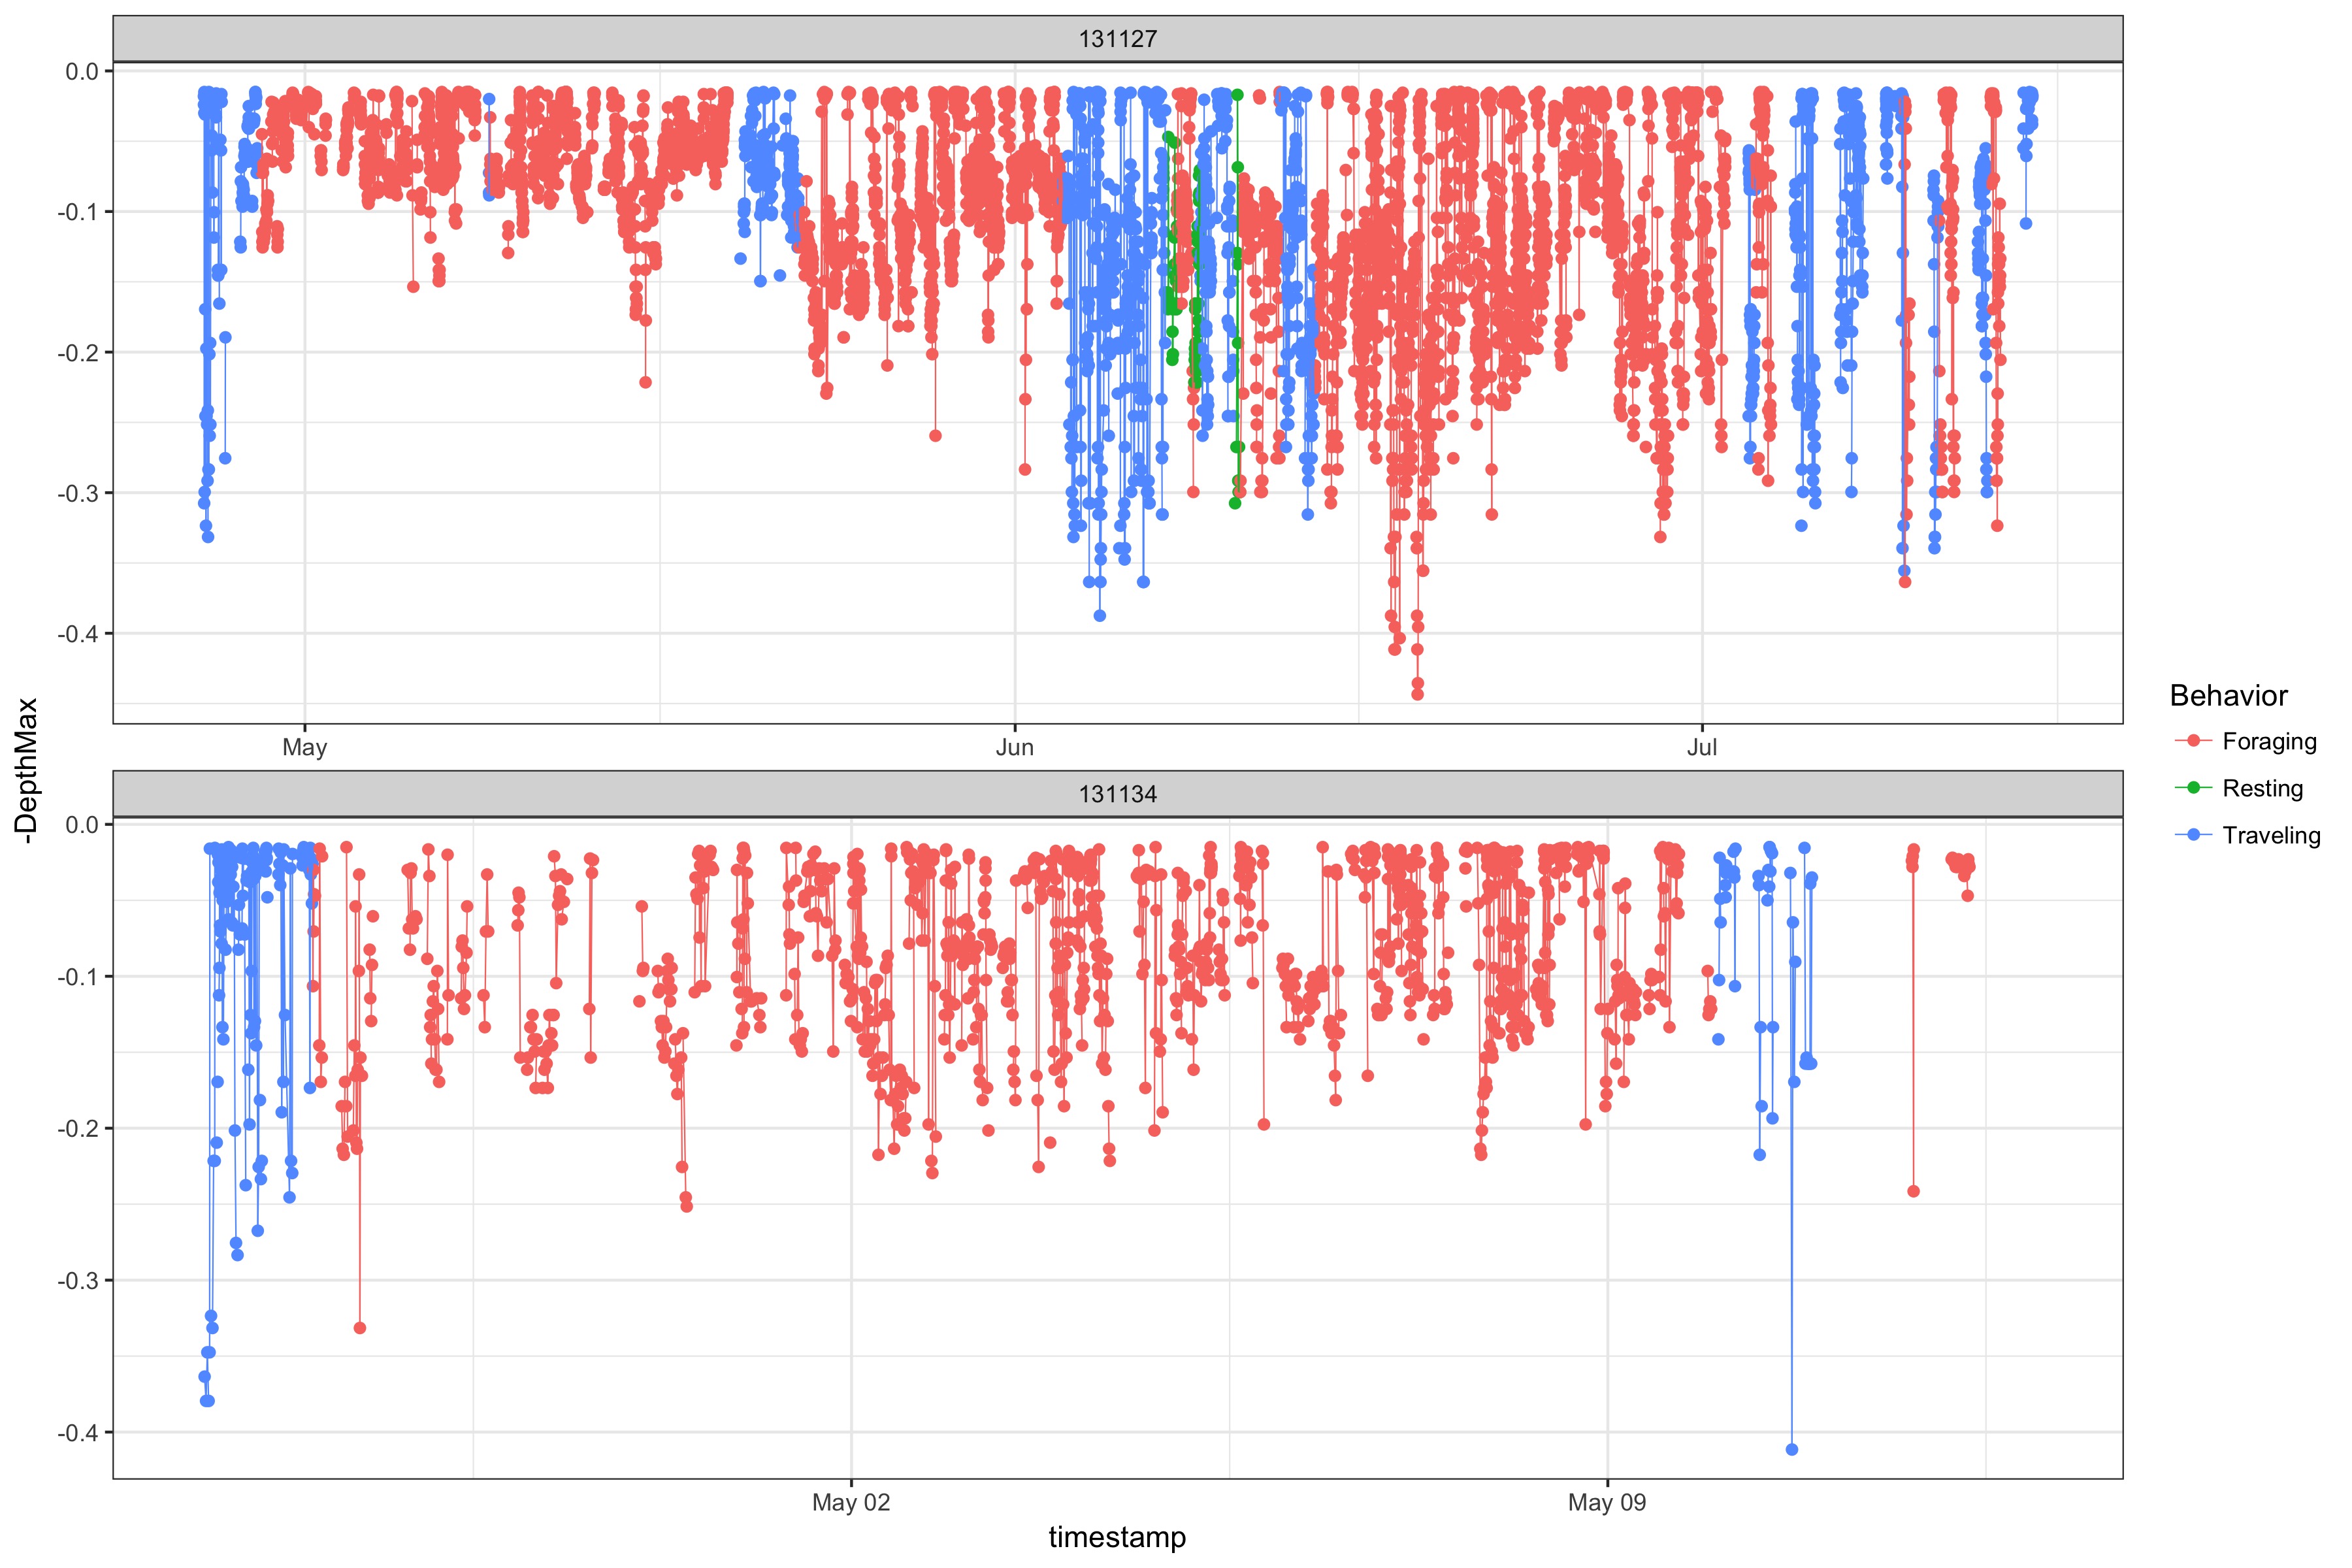 131127
0.0
-0.1
-0.2
-0.3
-0.4
May Jun Jul
131134
0.0
-0.1
-0.2
-0.3
-0.4
May 02 May 09
timestamp
-DepthMax
Behavior
Foraging
Resting
Traveling